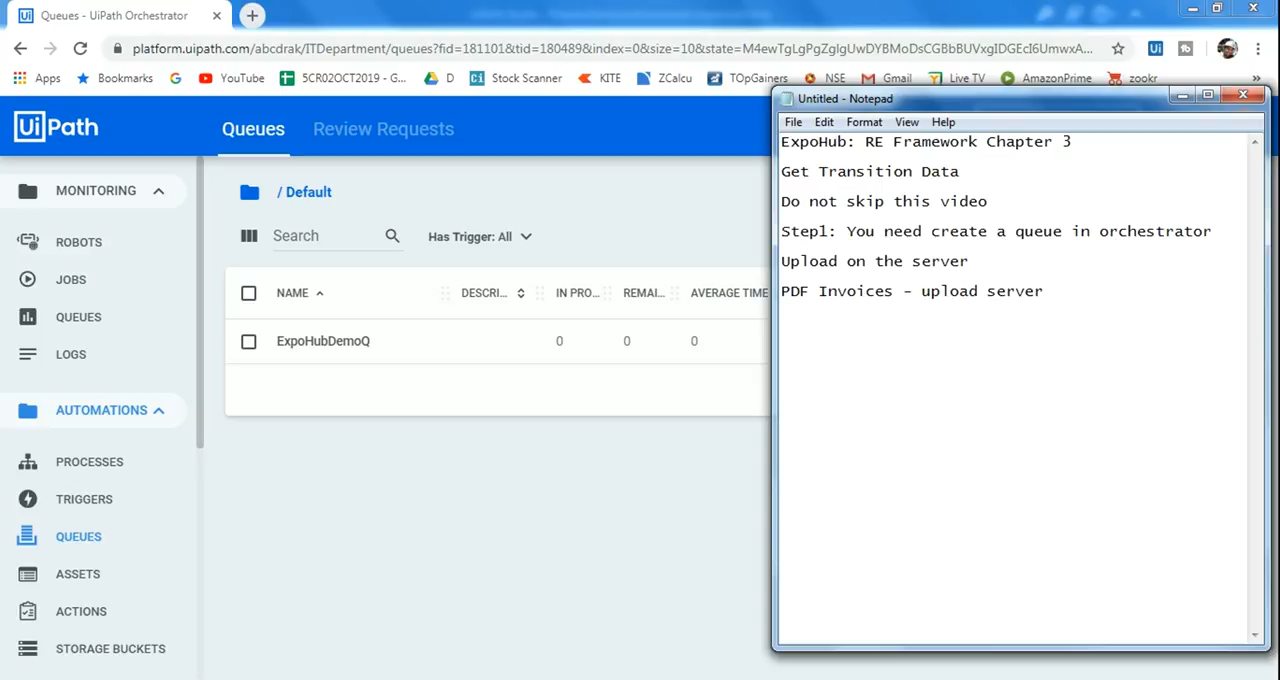 Queues - UiPath Orchestrator
platform.uipath.com/abcdrak/ITDepartment/queues?fid=181101&tid=180489&index=0&size=10&state=M4ewTgLgPgZgIgUwDYBMoDsCGBbBUVxgIDGEcI6UmwxA...
Apps Bookmarks YouTube 5CR02OCT2019 - G... D Stock Scanner KITE ZCalcu TOpGainers NSE Gmail Live TV AmazonPrime zookr »
UiPath
Queues Review Requests
MONITORING
ROBOTS
JOBS
QUEUES
LOGS
AUTOMATIONS
PROCESSES
TRIGGERS
QUEUES
ASSETS
ACTIONS
STORAGE BUCKETS
/ Default
Search Has Trigger: All
NAME DESCRI... IN PRO... REMAI... AVERAGE TIME
ExpoHubDemoQ 0 0 0
Untitled - Notepad
File Edit Format View Help
ExpoHub: RE Framework Chapter 3
Get Transition Data
Do not skip this video
Step1: You need create a queue in orchestrator
Upload on the server
PDF Invoices - upload server